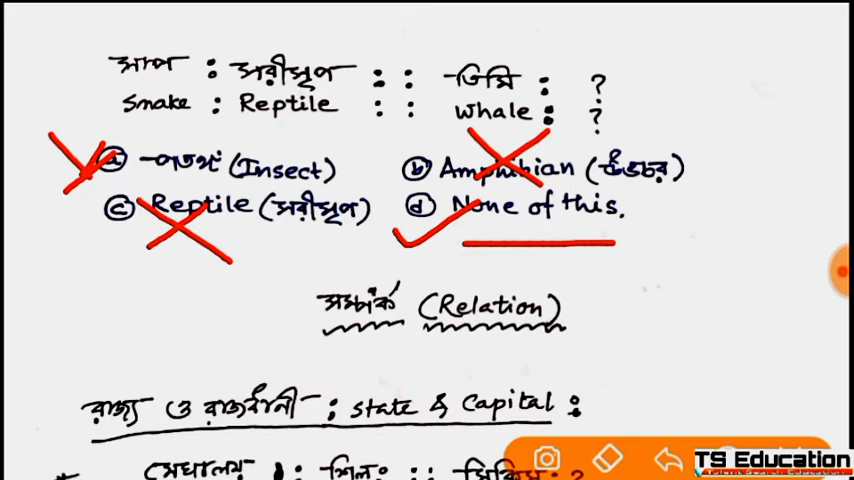 সাপ : সরীসৃপ : : তিমি : ?
Snake : Reptile : : Whale : ?
ⓐ পতঙ্গ (Insect) ⓑ Amphibian (উভচর)
ⓒ Reptile (সরীসৃপ) ⓓ None of this.
সম্পর্ক (Relation)
রাজ্য ও রাজধানী : State & Capital :
মেঘালয় : শিলং : : মিজোরাম : ?
TS Education